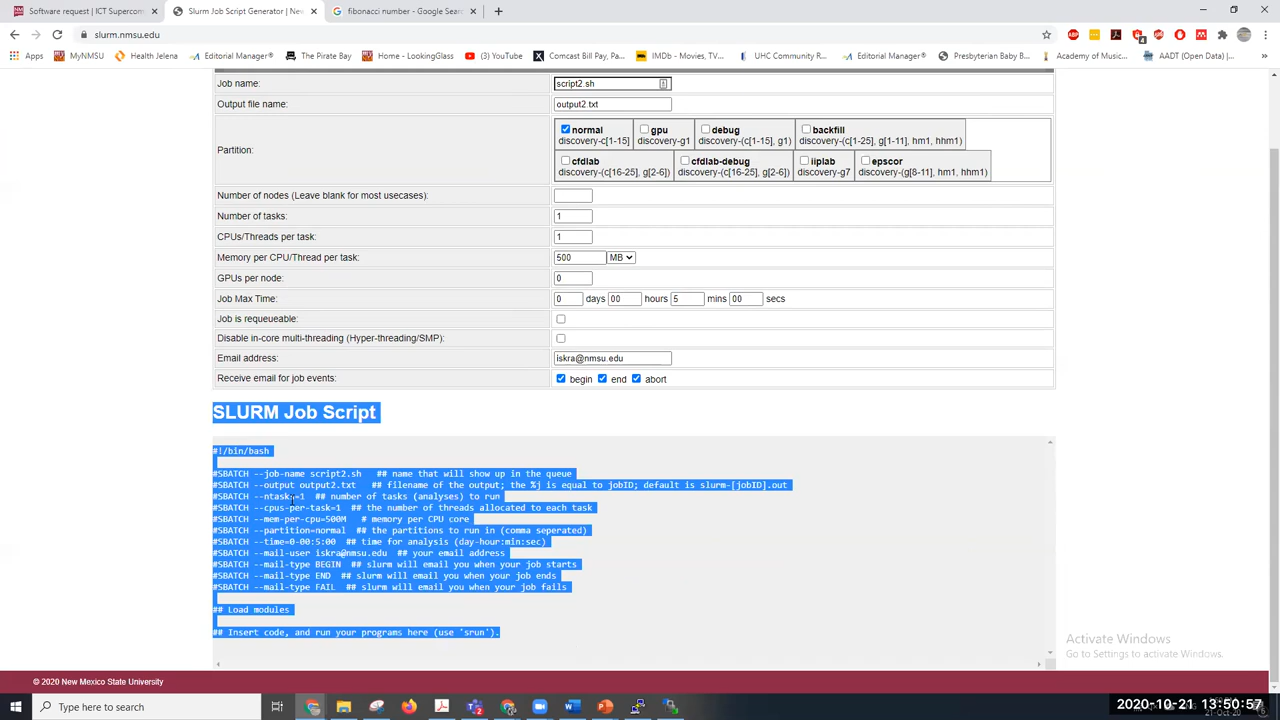 Software request | ICT Supercom
Slurm Job Script Generator | Ne
fibonacci number - Google Searc
slurm.nmsu.edu
Apps
MyNMSU
Health Jelena
Editorial Manager®
The Pirate Bay
Home - LookingGlass
(3) YouTube
Comcast Bill Pay, Pa...
IMDb - Movies, TV...
UHC Community R...
Editorial Manager®
Presbyterian Baby B...
Academy of Music...
AADT (Open Data) |...
Job name:
script2.sh
Output file name:
output2.txt
Partition:
normal
discovery-c[1-15]
gpu
discovery-g1
debug
discovery-(c[1-15], g1)
backfill
discovery-(c[1-25], g[1-11], hm1, hhm1)
cfdlab
discovery-(c[16-25], g[2-6])
cfdlab-debug
discovery-(c[16-25], g[2-6])
iiplab
discovery-g7
epscor
discovery-(g[8-11], hm1, hhm1)
Number of nodes (Leave blank for most usecases):
Number of tasks:
1
CPUs/Threads per task:
1
Memory per CPU/Thread per task:
500 MB
GPUs per node:
0
Job Max Time:
0 days 00 hours 5 mins 00 secs
Job is requeueable:
Disable in-core multi-threading (Hyper-threading/SMP):
Email address:
iskra@nmsu.edu
Receive email for job events:
begin end abort
SLURM Job Script
#!/bin/bash
#SBATCH --job-name script2.sh ## name that will show up in the queue
#SBATCH --output output2.txt ## filename of the output; the %j is equal to jobID; default is slurm-[jobID].out
#SBATCH --ntasks=1 ## number of tasks (analyses) to run
#SBATCH --cpus-per-task=1 ## the number of threads allocated to each task
#SBATCH --mem-per-cpu=500M # memory per CPU core
#SBATCH --partition=normal ## the partitions to run in (comma seperated)
#SBATCH --time=0-00:5:00 ## time for analysis (day-hour:min:sec)
#SBATCH --mail-user iskra@nmsu.edu ## your email address
#SBATCH --mail-type BEGIN ## slurm will email you when your job starts
#SBATCH --mail-type END ## slurm will email you when your job ends
#SBATCH --mail-type FAIL ## slurm will email you when your job fails
## Load modules
## Insert code, and run your programs here (use 'srun').
Activate Windows
Go to Settings to activate Windows.
© 2020 New Mexico State University
Type here to search
2020-10-21 13:50:57